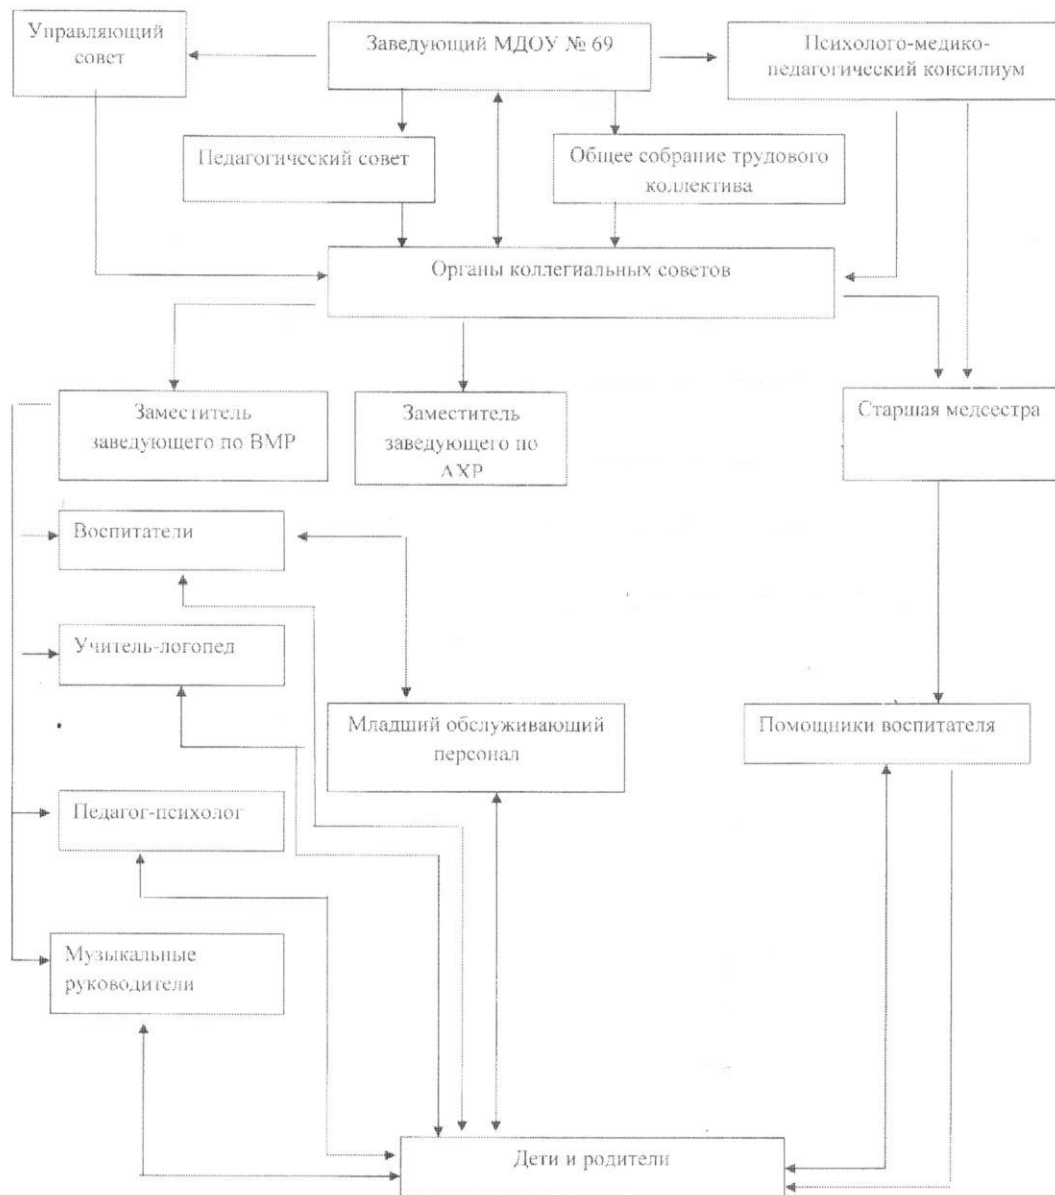 Управляющий
совет
Заведующий МДОУ № 69
Психолого-медико-
педагогический консилиум
Педагогический совет
Общее собрание трудового
коллектива
Органы коллегиальных советов
Заместитель
заведующего по ВМР
Заместитель
заведующего по
АХР
Старшая медсестра
Воспитатели
Учитель-логопед
Младший обслуживающий
персонал
Помощники воспитателя
Педагог-психолог
Музыкальные
руководители
Дети и родители